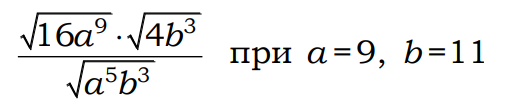 √16a⁹ · √4b³ / √a⁵b³ при a=9, b=11